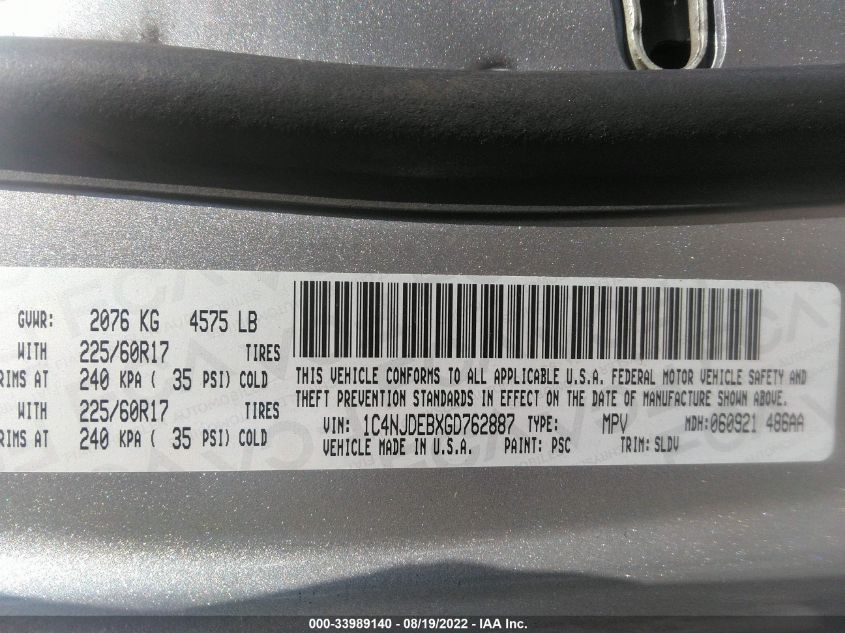 GVWR: 2076 KG 4575 LB
WITH 225/60R17 TIRES
RIMS AT 240 KPA ( 35 PSI) COLD
WITH 225/60R17 TIRES
RIMS AT 240 KPA ( 35 PSI) COLD
THIS VEHICLE CONFORMS TO ALL APPLICABLE U.S.A. FEDERAL MOTOR VEHICLE SAFETY AND
THEFT PREVENTION STANDARDS IN EFFECT ON THE DATE OF MANUFACTURE SHOWN ABOVE.
VIN: 1C4NJDEBXGD762887 TYPE: MPV MDH:060921 486AA
VEHICLE MADE IN U.S.A. PAINT: PSC TRIM: SLDV
000-33989140 - 08/19/2022 - IAA Inc.